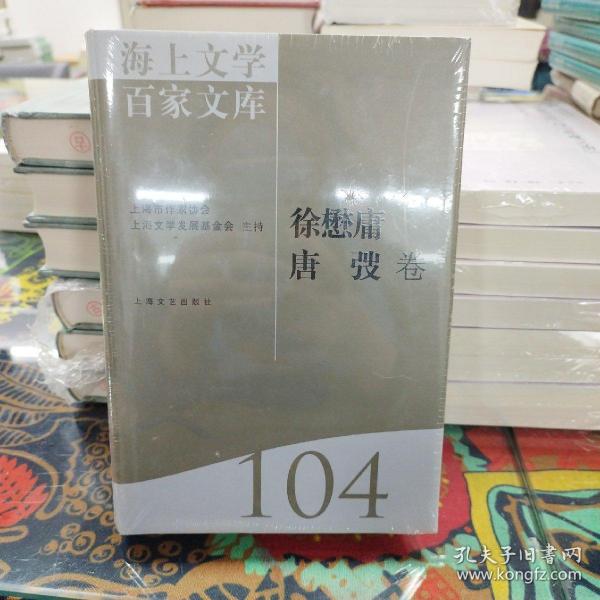 海上文学
百家文库
上海市作家协会
上海文学发展基金会 主持
徐懋庸
唐弢 卷
上海文艺出版社
104
孔夫子旧书网
www.kongfz.com